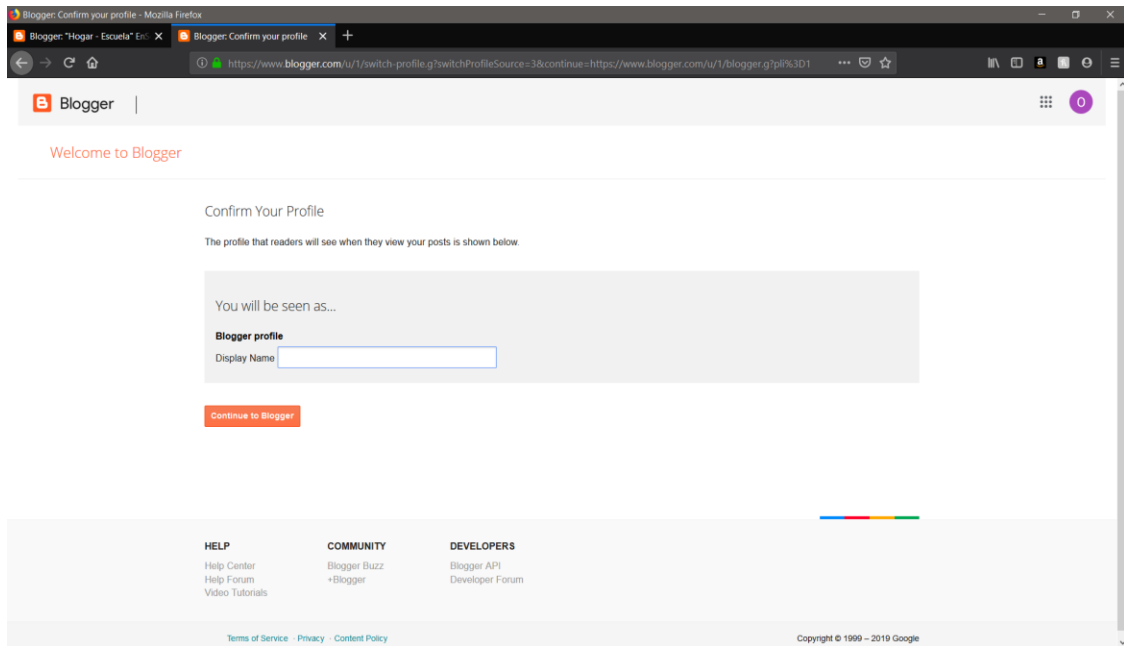 Blogger: Confirm your profile - Mozilla Firefox
Blogger: "Hogar - Escuela" EnS
Blogger: Confirm your profile
https://www.blogger.com/u/1/switch-profile.g?switchProfileSource=3&continue=https://www.blogger.com/u/1/blogger.g?pli%3D1
Blogger
O
Welcome to Blogger
Confirm Your Profile
The profile that readers will see when they view your posts is shown below.
You will be seen as...
Blogger profile
Display Name
Continue to Blogger
HELP COMMUNITY DEVELOPERS
Help Center Blogger Buzz Blogger API
Help Forum +Blogger Developer Forum
Video Tutorials
Terms of Service · Privacy · Content Policy Copyright © 1999 – 2019 Google